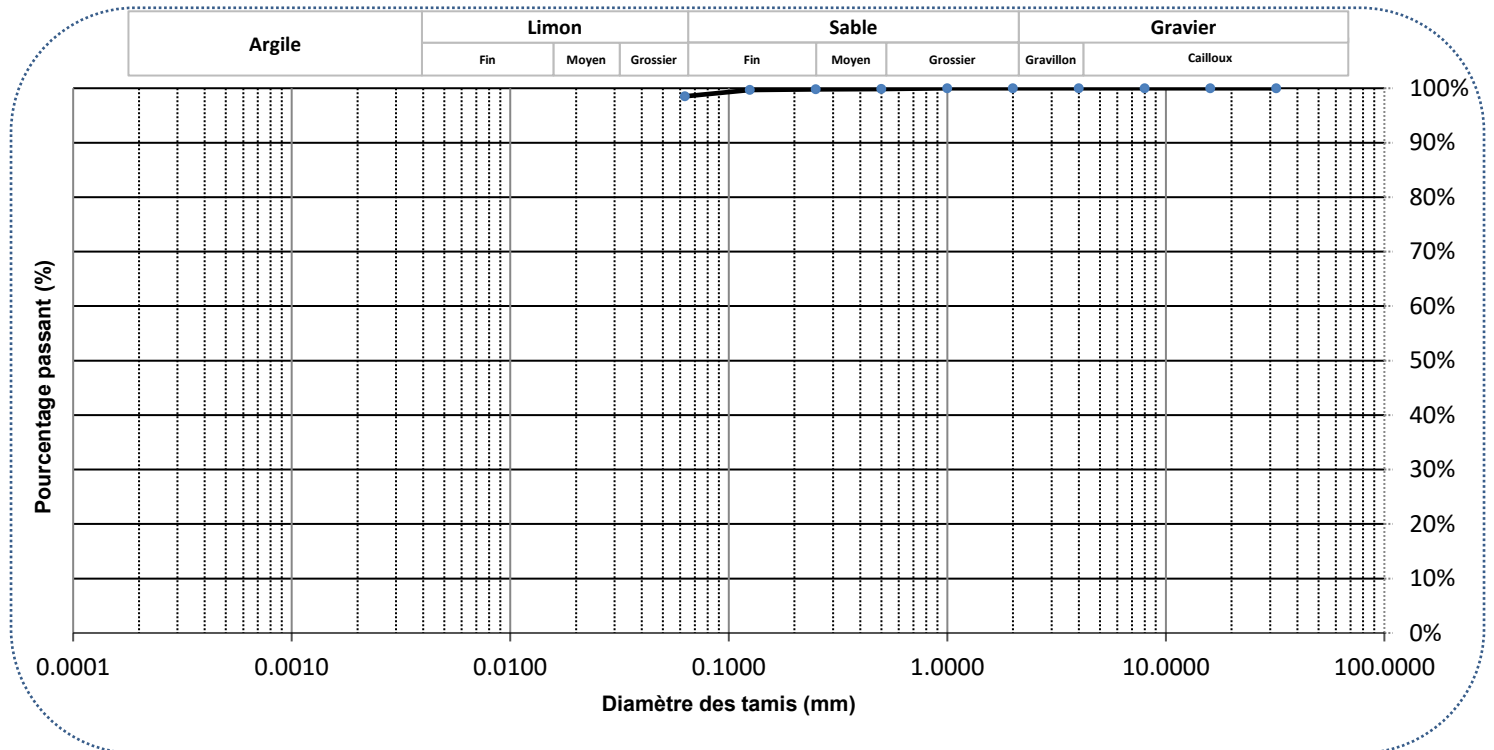 Argile Limon Sable Gravier
Fin Moyen Grossier Fin Moyen Grossier Gravillon Cailloux
100%
90%
80%
70%
60%
50%
40%
30%
20%
10%
0%
Pourcentage passant (%)
0.0001 0.0010 0.0100 0.1000 1.0000 10.0000 100.0000
Diamètre des tamis (mm)